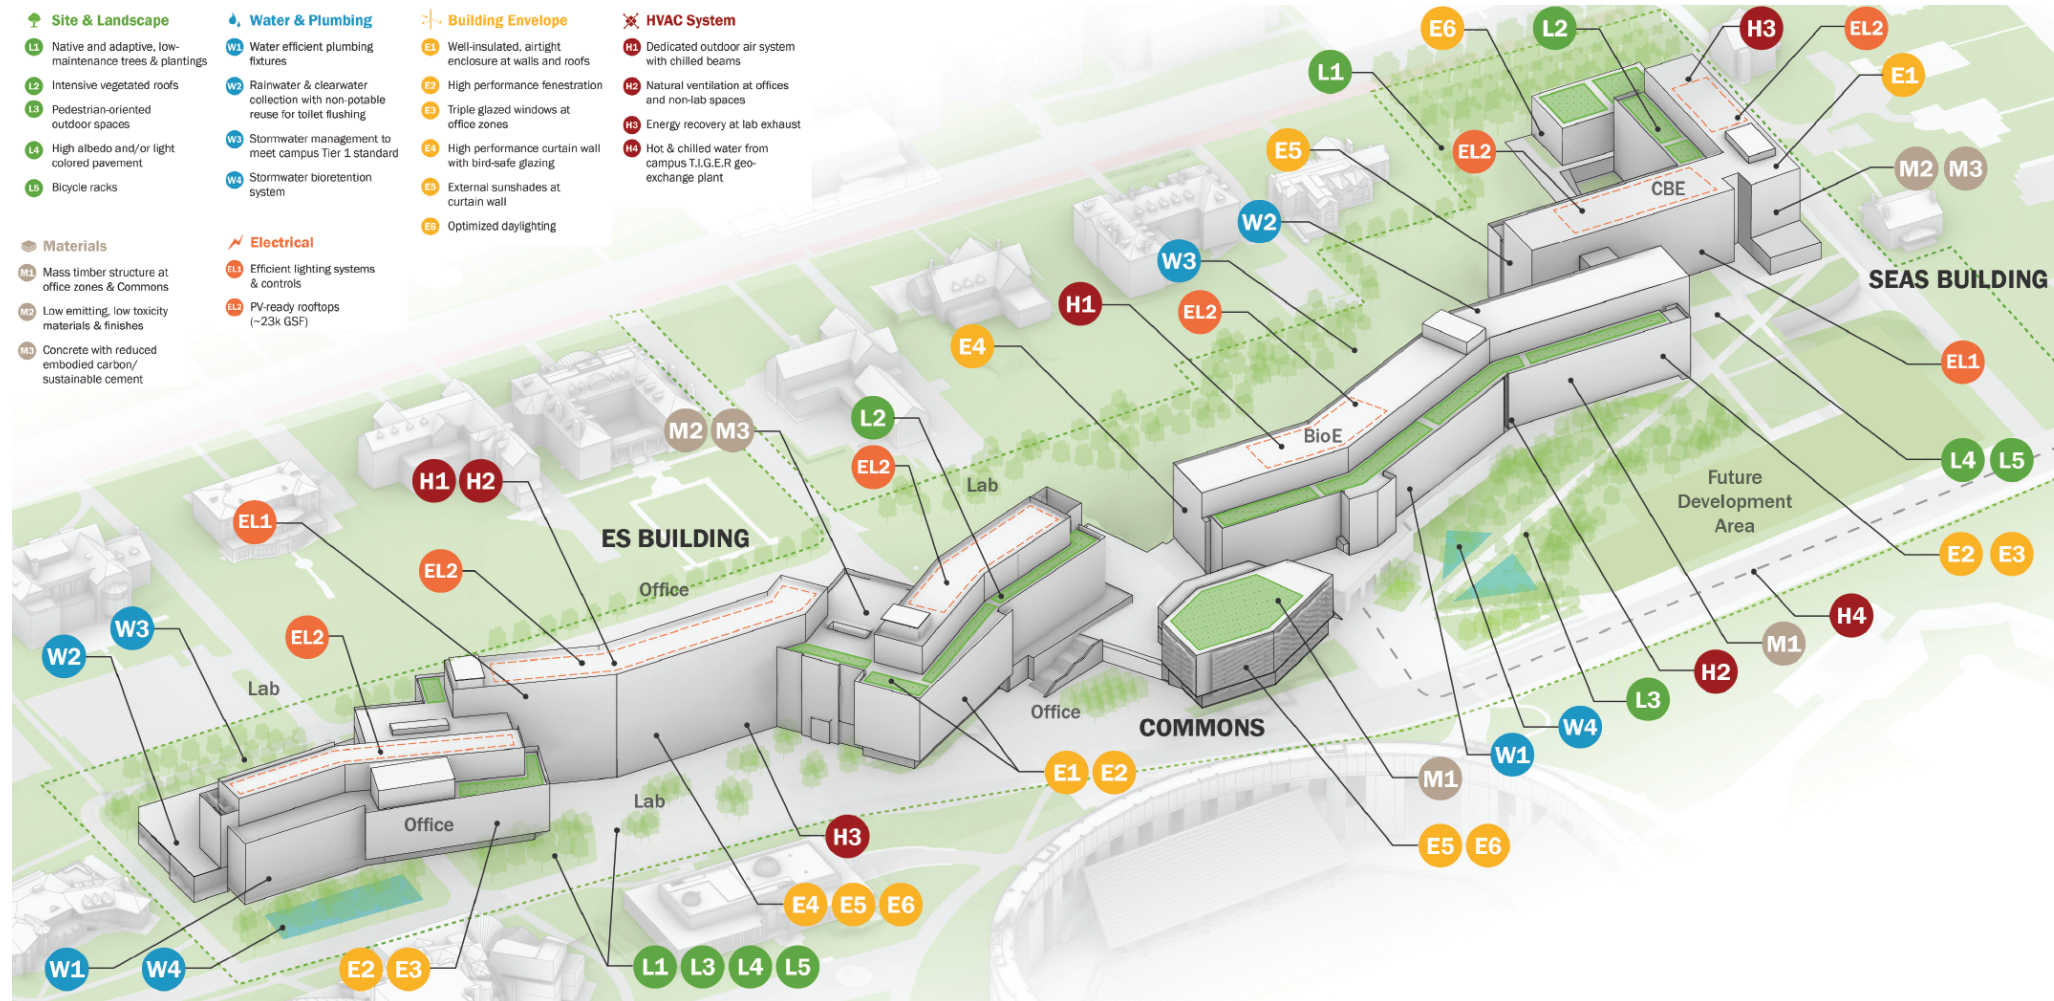 Site & Landscape
L1 Native and adaptive, low-
maintenance trees & plantings
L2 Intensive vegetated roofs
L3 Pedestrian-oriented
outdoor spaces
L4 High albedo and/or light
colored pavement
L5 Bicycle racks
Water & Plumbing
W1 Water efficient plumbing
fixtures
W2 Rainwater & clearwater
collection with non-potable
reuse for toilet flushing
W3 Stormwater management to
meet campus Tier 1 standard
W4 Stormwater bioretention
system
Building Envelope
E1 Well-insulated, airtight
enclosure at walls and roofs
E2 High performance fenestration
E3 Triple glazed windows at
office zones
E4 High performance curtain wall
with bird-safe glazing
E5 External sunshades at
curtain wall
E6 Optimized daylighting
HVAC System
H1 Dedicated outdoor air system
with chilled beams
H2 Natural ventilation at offices
and non-lab spaces
H3 Energy recovery at lab exhaust
H4 Hot & chilled water from
campus T.I.G.E.R geo-
exchange plant
Materials
M1 Mass timber structure at
office zones & Commons
M2 Low emitting, low toxicity
materials & finishes
M3 Concrete with reduced
embodied carbon/
sustainable cement
Electrical
EL1 Efficient lighting systems
& controls
EL2 PV-ready rooftops
(~23k GSF)
E6
L2
H3
EL2
L1
E1
E5
EL2
M2 M3
CBE
W2
W3
SEAS BUILDING
H1
EL2
E4
EL1
L2
M2 M3
BioE
EL2
L4 L5
H1 H2
Lab
Future
Development
Area
EL1
ES BUILDING
E2 E3
EL2
Office
H4
W3
EL2
M1
W2
H2
Lab
L3
Office
COMMONS
W4
W1
E1 E2
M1
Lab
Office
H3
E5 E6
E4 E5 E6
W1
W4
E2 E3
L1 L3 L4 L5